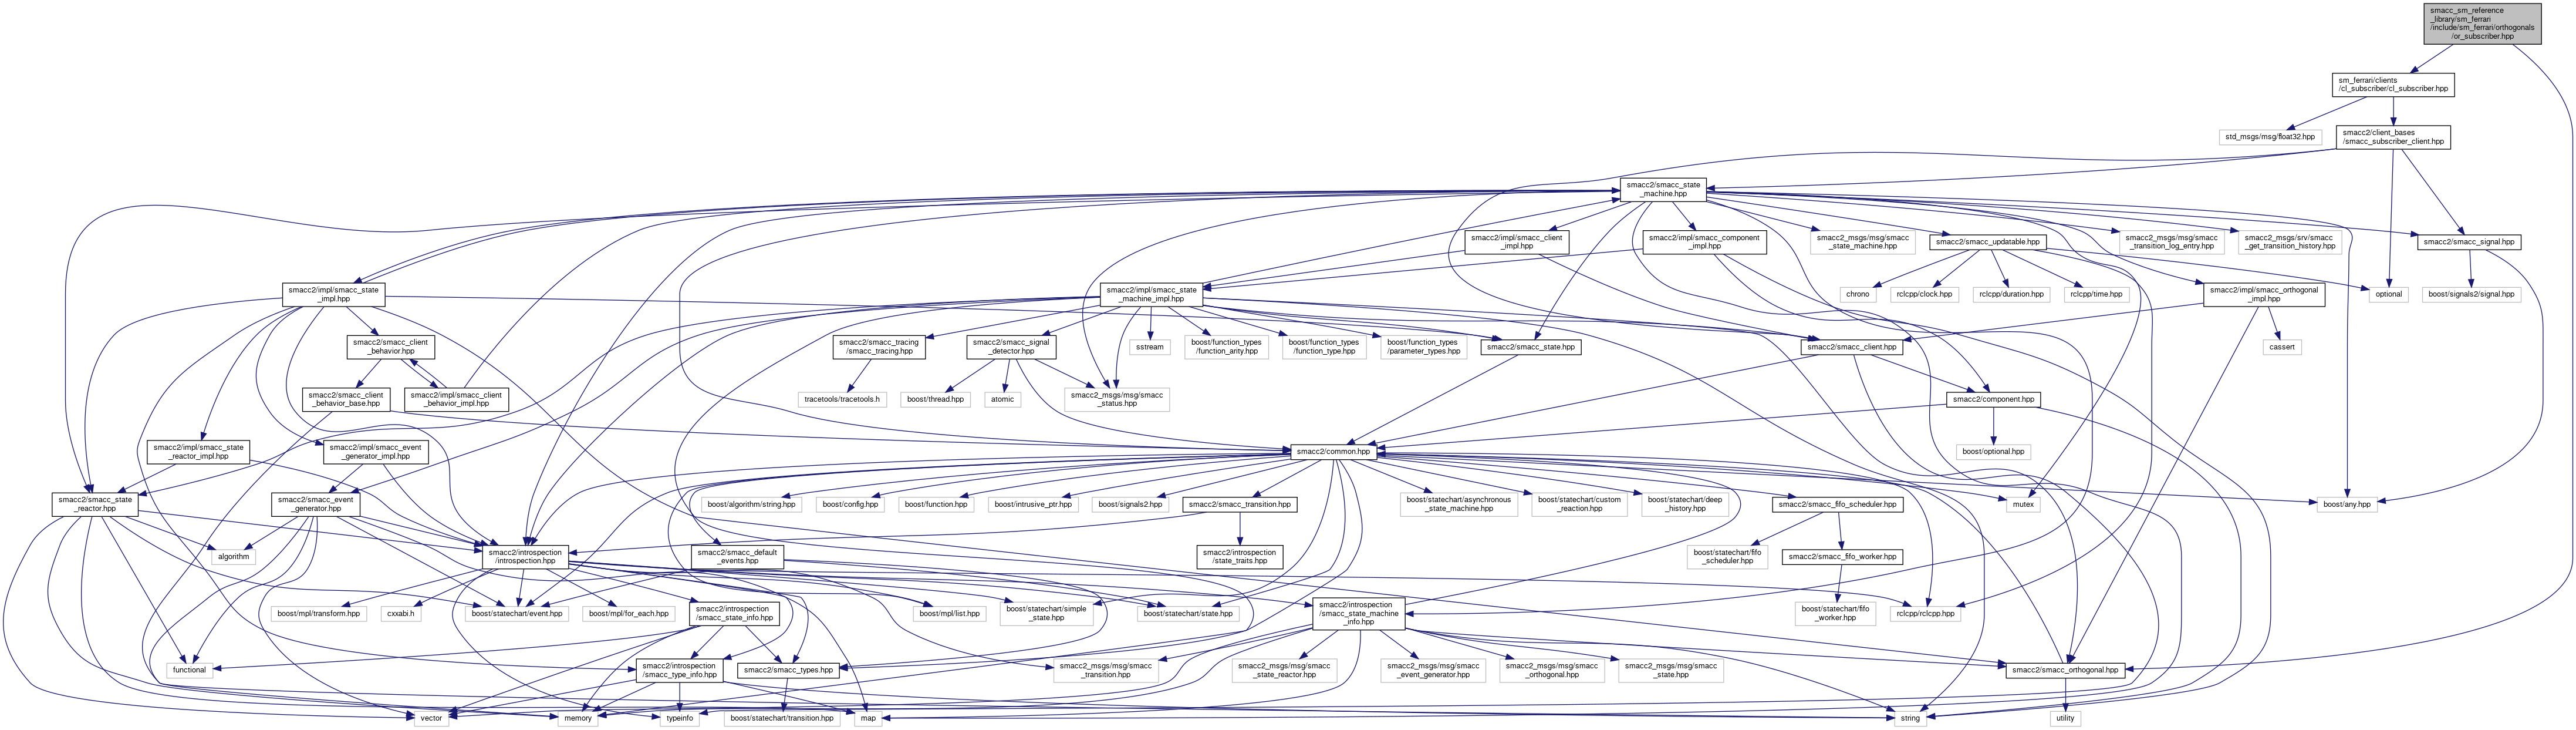 smacc_sm_reference
_library/sm_ferrari
/include/sm_ferrari/orthogonals
/or_subscriber.hpp
sm_ferrari/clients
/cl_subscriber/cl_subscriber.hpp
std_msgs/msg/float32.hpp
smacc2/client_bases
/smacc_subscriber_client.hpp
smacc2/smacc_state
_machine.hpp
smacc2/impl/smacc_client
_impl.hpp
smacc2/impl/smacc_component
_impl.hpp
smacc2_msgs/msg/smacc
_state_machine.hpp
smacc2/smacc_updatable.hpp
smacc2_msgs/msg/smacc
_transition_log_entry.hpp
smacc2_msgs/srv/smacc
_get_transition_history.hpp
smacc2/smacc_signal.hpp
smacc2/impl/smacc_state
_impl.hpp
smacc2/impl/smacc_state
_machine_impl.hpp
chrono
rclcpp/clock.hpp
rclcpp/duration.hpp
rclcpp/time.hpp
smacc2/impl/smacc_orthogonal
_impl.hpp
optional
boost/signals2/signal.hpp
smacc2/smacc_client
_behavior.hpp
smacc2/smacc_tracing
/smacc_tracing.hpp
smacc2/smacc_signal
_detector.hpp
sstream
boost/function_types
/function_arity.hpp
boost/function_types
/function_type.hpp
boost/function_types
/parameter_types.hpp
smacc2/smacc_state.hpp
smacc2/smacc_client.hpp
cassert
smacc2/smacc_client
_behavior_base.hpp
smacc2/impl/smacc_client
_behavior_impl.hpp
tracetools/tracetools.h
boost/thread.hpp
atomic
smacc2_msgs/msg/smacc
_status.hpp
smacc2/component.hpp
smacc2/impl/smacc_state
_reactor_impl.hpp
smacc2/impl/smacc_event
_generator_impl.hpp
smacc2/common.hpp
boost/optional.hpp
smacc2/smacc_state
_reactor.hpp
smacc2/smacc_event
_generator.hpp
boost/algorithm/string.hpp
boost/config.hpp
boost/function.hpp
boost/intrusive_ptr.hpp
boost/signals2.hpp
smacc2/smacc_transition.hpp
boost/statechart/asynchronous
_state_machine.hpp
boost/statechart/custom
_reaction.hpp
boost/statechart/deep
_history.hpp
smacc2/smacc_fifo_scheduler.hpp
mutex
boost/any.hpp
algorithm
smacc2/introspection
/introspection.hpp
smacc2/smacc_default
_events.hpp
smacc2/introspection
/state_traits.hpp
boost/statechart/fifo
_scheduler.hpp
smacc2/smacc_fifo_worker.hpp
boost/mpl/transform.hpp
cxxabi.h
boost/statechart/event.hpp
boost/mpl/for_each.hpp
smacc2/introspection
/smacc_state_info.hpp
boost/mpl/list.hpp
boost/statechart/simple
_state.hpp
boost/statechart/state.hpp
smacc2/introspection
/smacc_state_machine
_info.hpp
boost/statechart/fifo
_worker.hpp
rclcpp/rclcpp.hpp
functional
smacc2/introspection
/smacc_type_info.hpp
smacc2/smacc_types.hpp
smacc2_msgs/msg/smacc
_transition.hpp
smacc2_msgs/msg/smacc
_state_reactor.hpp
smacc2_msgs/msg/smacc
_event_generator.hpp
smacc2_msgs/msg/smacc
_orthogonal.hpp
smacc2_msgs/msg/smacc
_state.hpp
smacc2/smacc_orthogonal.hpp
vector
memory
typeinfo
boost/statechart/transition.hpp
map
string
utility